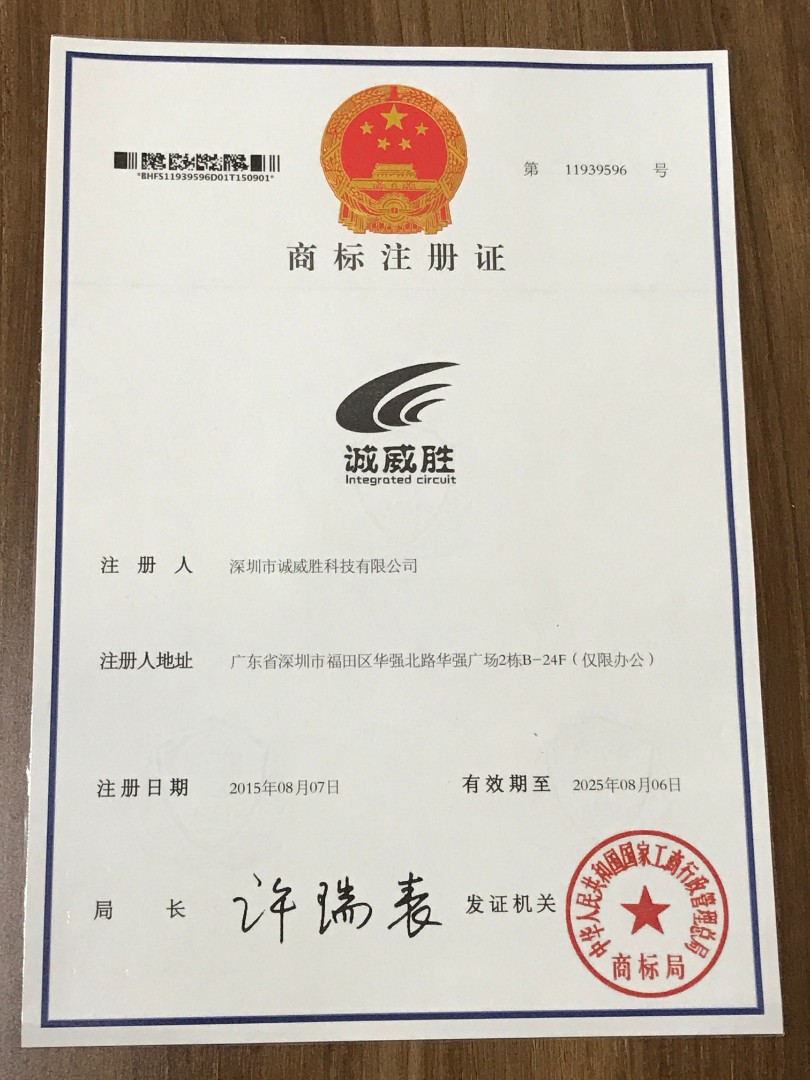 *BHFS11939596D01T150901*
第 11939596 号
商标注册证
诚威胜
Integrated circuit
注册人 深圳市诚威胜科技有限公司
注册人地址 广东省深圳市福田区华强北路华强广场2栋B-24F（仅限办公）
注册日期 2015年08月07日 有效期至 2025年08月06日
局长 许瑞表 发证机关
中华人民共和国国家工商行政管理总局
商标局